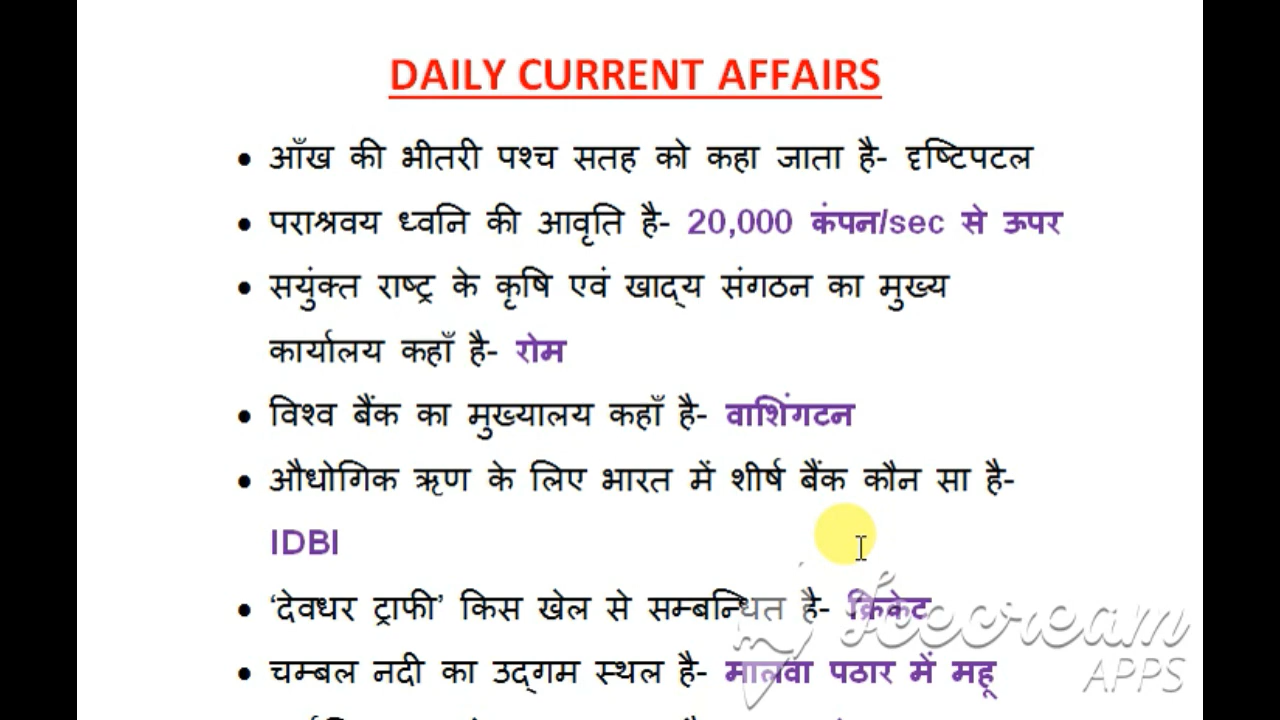 DAILY CURRENT AFFAIRS
• आँख की भीतरी पश्च सतह को कहा जाता है- दृष्टिपटल
• पराश्रवय ध्वनि की आवृति है- 20,000 कंपन/sec से ऊपर
• सयुंक्त राष्ट्र के कृषि एवं खाद्य संगठन का मुख्य
कार्यालय कहाँ है- रोम
• विश्व बैंक का मुख्यालय कहाँ है- वाशिंगटन
• औधोगिक ऋण के लिए भारत में शीर्ष बैंक कौन सा है-
IDBI
• ‘देवधर ट्राफी’ किस खेल से सम्बन्धित है- क्रिकेट
• चम्बल नदी का उद्गम स्थल है- मालवा पठार में महू
Icecream
APPS